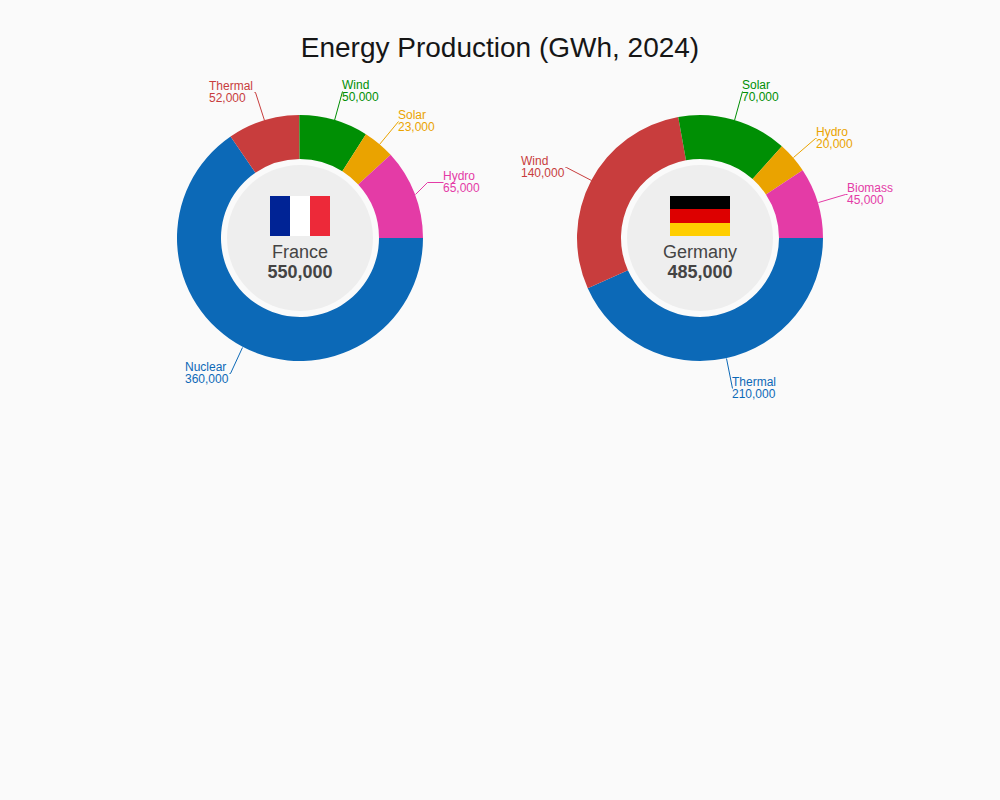 Energy Production (GWh, 2024)
Thermal
52,000
Wind
50,000
Solar
23,000
Hydro
65,000
France
550,000
Nuclear
360,000
Solar
70,000
Hydro
20,000
Wind
140,000
Biomass
45,000
Germany
485,000
Thermal
210,000